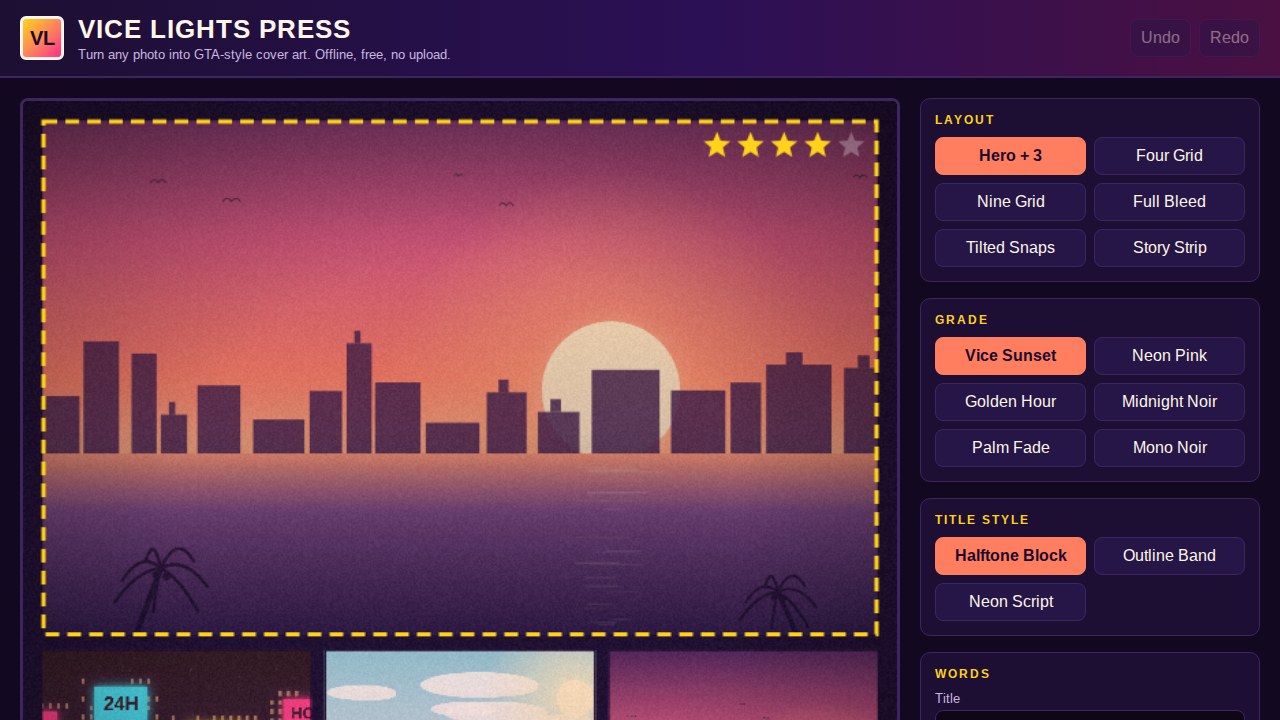 VL
VICE LIGHTS PRESS
Turn any photo into GTA-style cover art. Offline, free, no upload.
Undo
Redo
LAYOUT
Hero + 3
Four Grid
Nine Grid
Full Bleed
Tilted Snaps
Story Strip
GRADE
Vice Sunset
Neon Pink
Golden Hour
Midnight Noir
Palm Fade
Mono Noir
TITLE STYLE
Halftone Block
Outline Band
Neon Script
WORDS
Title
24H
HO